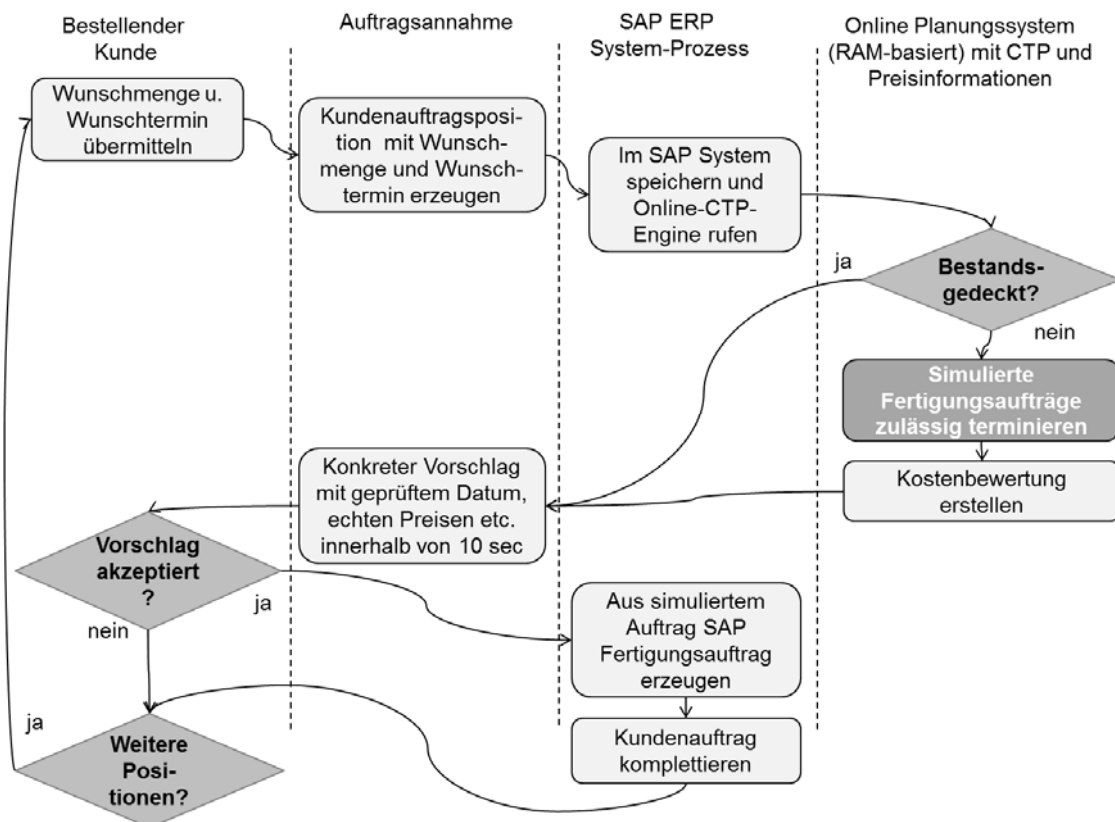 Bestellender
Kunde
Auftragsannahme
SAP ERP
System-Prozess
Online Planungssystem
(RAM-basiert) mit CTP und
Preisinformationen
Wunschmenge u.
Wunschtermin
übermitteln
Kundenauftragsposi-
tion mit Wunsch-
menge und Wunsch-
termin erzeugen
Im SAP System
speichern und
Online-CTP-
Engine rufen
ja
Bestands-
gedeckt?
nein
Simulierte
Fertigungsaufträge
zulässig terminieren
Kostenbewertung
erstellen
Konkreter Vorschlag
mit geprüftem Datum,
echten Preisen etc.
innerhalb von 10 sec
Vorschlag
akzeptiert
?
ja
nein
Aus simuliertem
Auftrag SAP
Fertigungsauftrag
erzeugen
Kundenauftrag
komplettieren
ja
Weitere
Posi-
tionen?